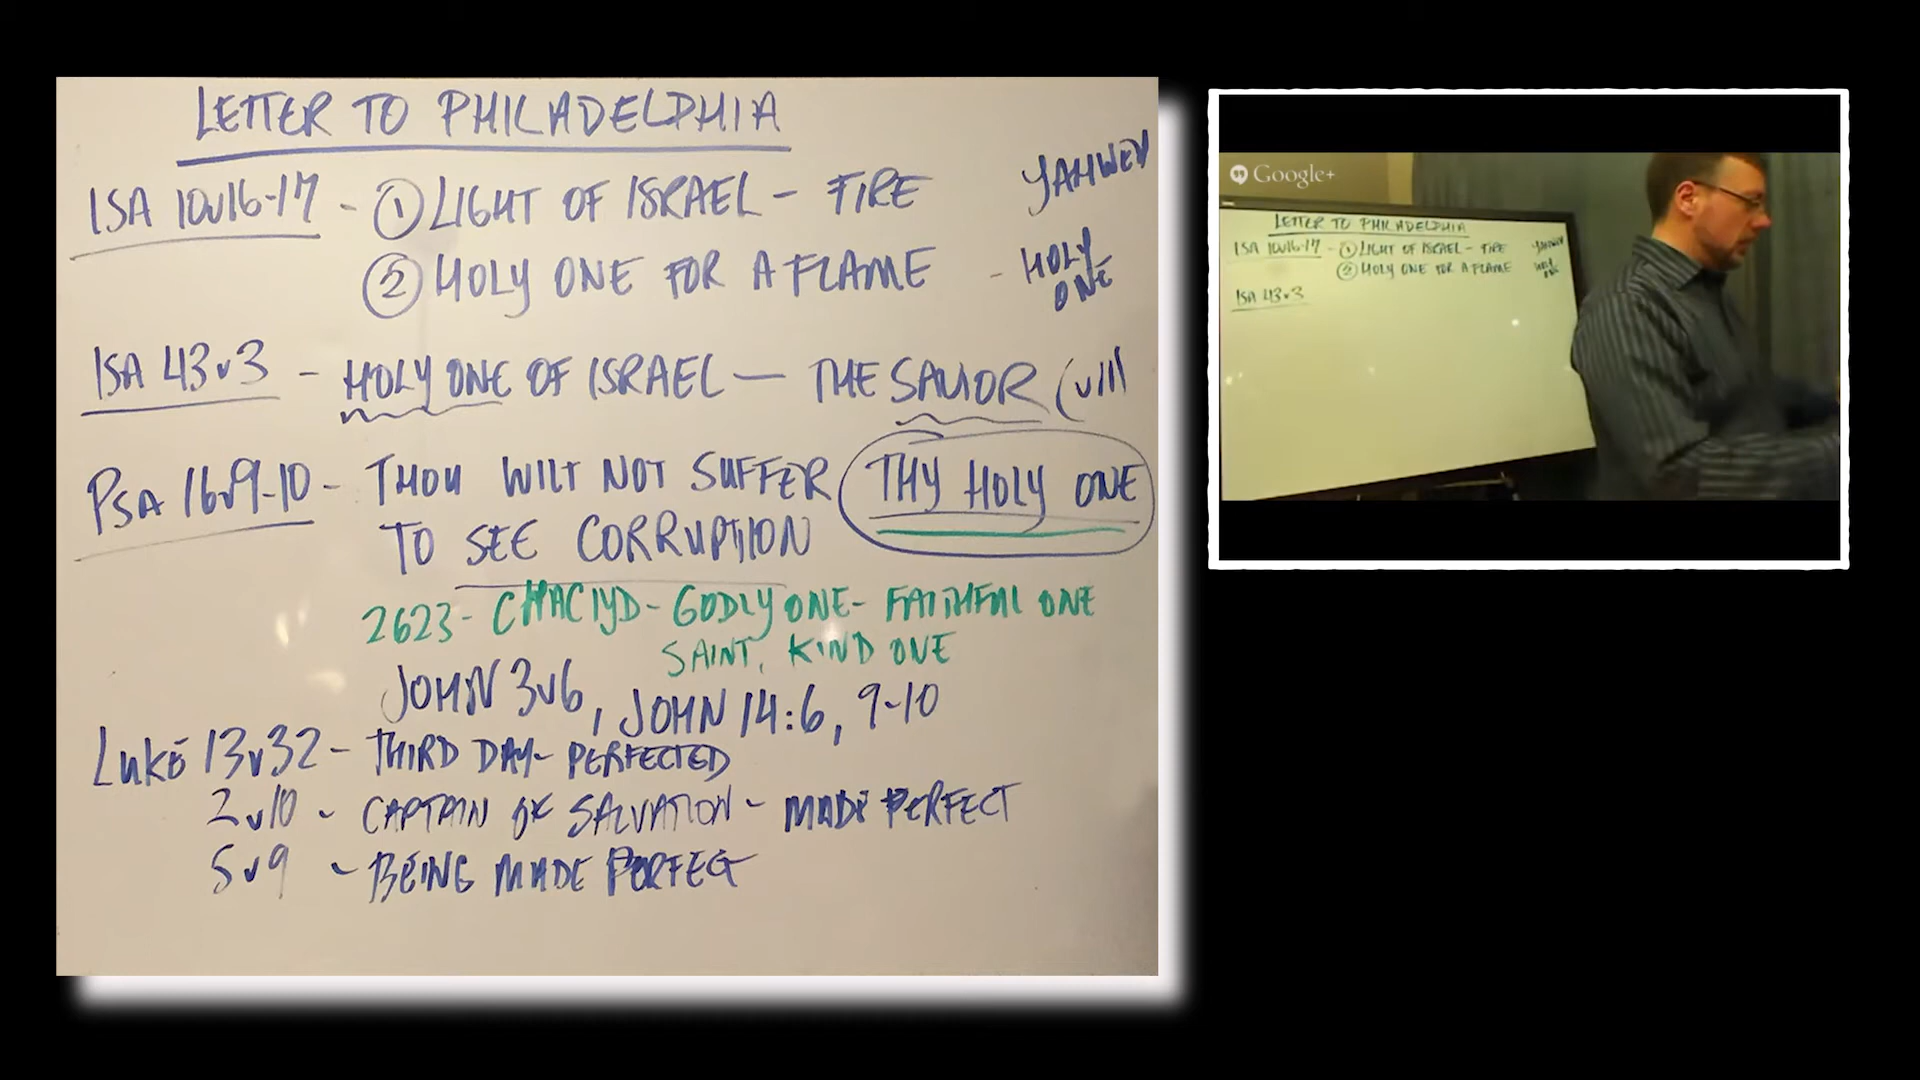 LETTER TO PHILADELPHIA
ISA 10v16-17 - ① LIGHT OF ISRAEL - FIRE YAHWEH
② HOLY ONE FOR A FLAME - HOLY ONE
ISA 43v3 - HOLY ONE OF ISRAEL - THE SAVIOR (v11)
PSA 16v9-10 - THOU WILT NOT SUFFER THY HOLY ONE
TO SEE CORRUPTION
2623 - CHACIYD - GODLY ONE - FAITHFUL ONE
SAINT, KIND ONE
JOHN 3v6, JOHN 14:6, 9-10
LUKE 13v32 - THIRD DAY - PERFECTED
2v10 - CAPTAIN OF SALVATION - MADE PERFECT
5v9 - BEING MADE PERFECT
Google+
LETTER TO PHILADELPHIA
ISA 10v16-17 - ① LIGHT OF ISRAEL - FIRE YAHWEH
② HOLY ONE FOR A FLAME HOLY ONE
ISA 43v3